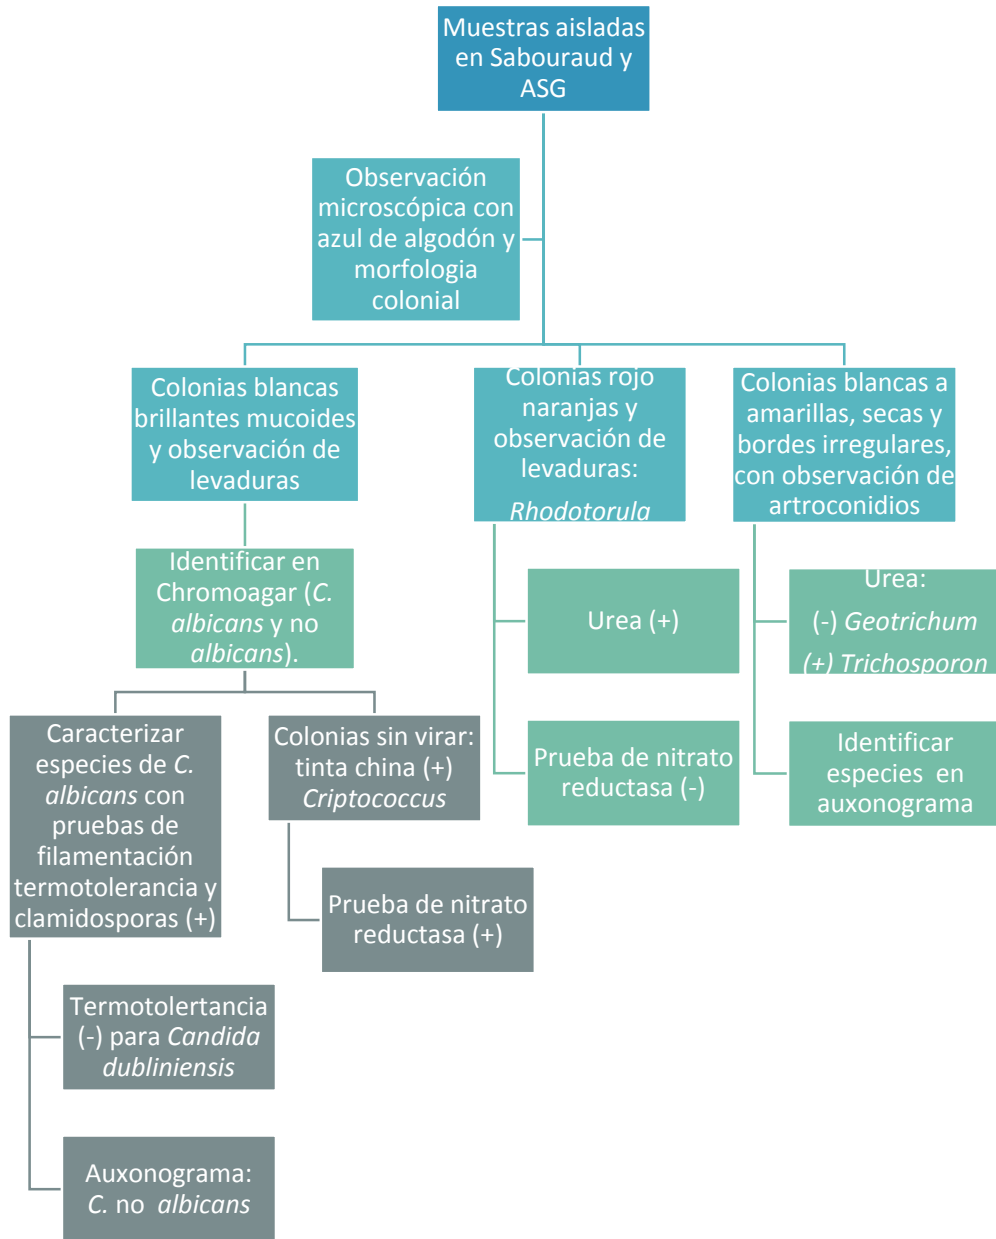 Muestras aisladas
en Sabouraud y
ASG
Observación
microscópica con
azul de algodón y
morfologia
colonial
Colonias blancas
brillantes mucoides
y observación de
levaduras
Colonias rojo
naranjas y
observación de
levaduras:
Rhodotorula
Colonias blancas a
amarillas, secas y
bordes irregulares,
con observación de
artroconidios
Identificar en
Chromoagar (C.
albicans y no
albicans).
Urea (+)
Urea:
(-) Geotrichum
(+) Trichosporon
Caracterizar
especies de C.
albicans con
pruebas de
filamentación
termotolerancia y
clamidosporas (+)
Colonias sin virar:
tinta china (+)
Criptococcus
Prueba de nitrato
reductasa (-)
Identificar
especies en
auxonograma
Prueba de nitrato
reductasa (+)
Termotolertancia
(-) para Candida
dubliniensis
Auxonograma:
C. no albicans